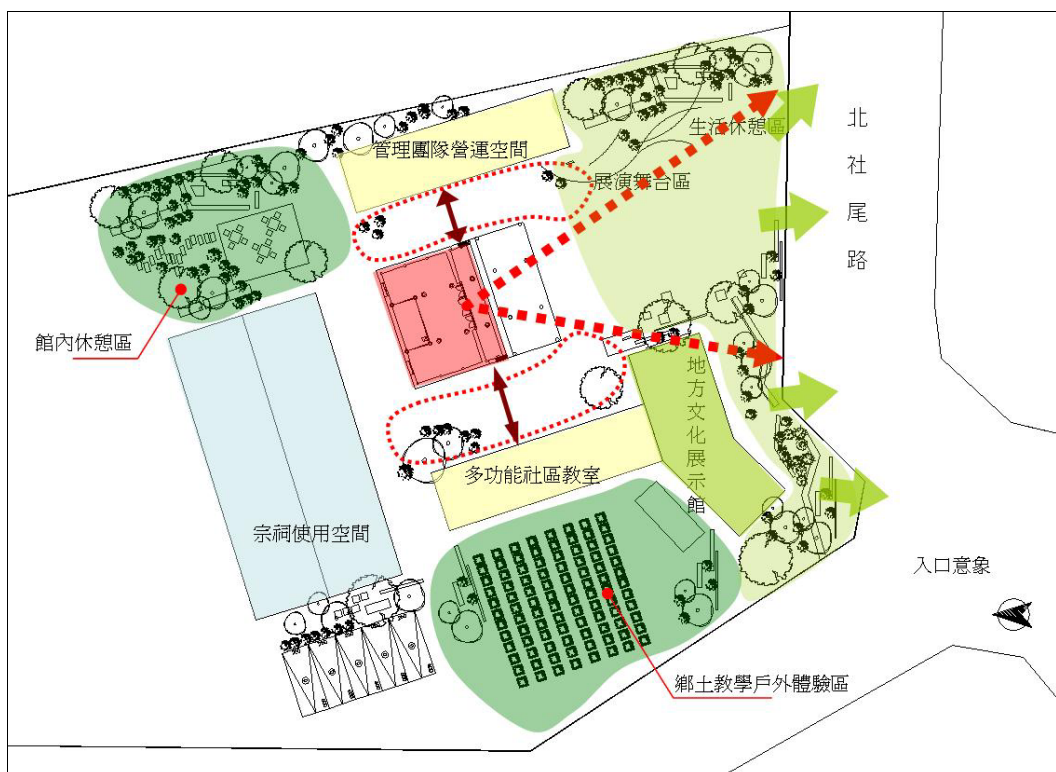 北社尾路
生活休憩區
管理團隊營運空間
展演舞台區
館內休憩區
地方文化展示館
多功能社區教室
宗祠使用空間
入口意象
鄉土教學戶外體驗區